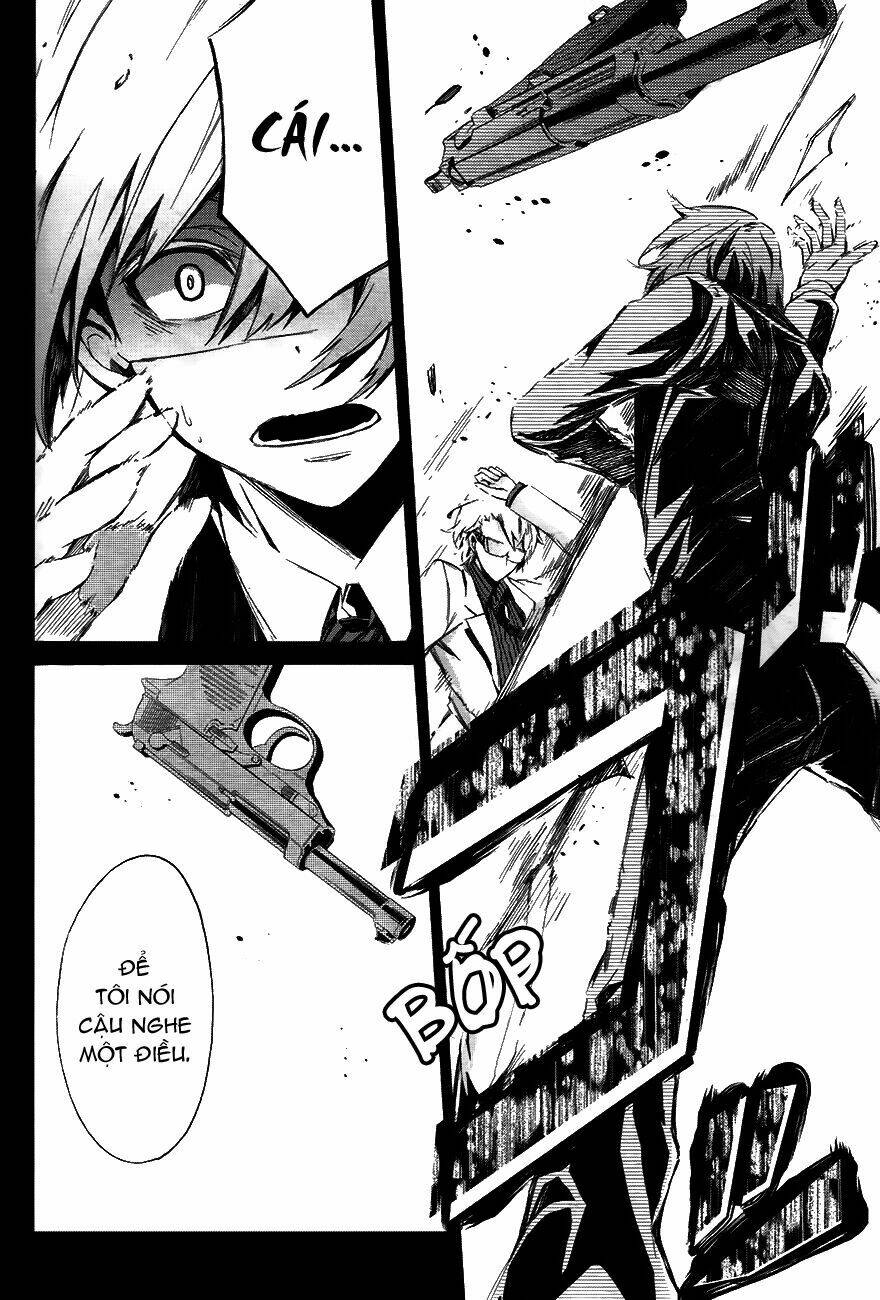 BỐP
CÁI...
ĐỂ
TÔI NÓI
CẬU NGHE
MỘT ĐIỀU.